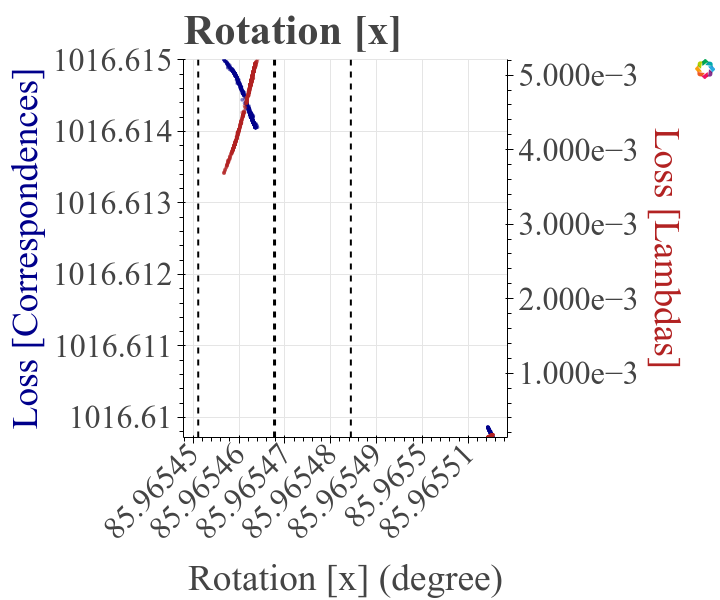 Rotation [x]
Loss [Correspondences]
1016.615
1016.614
1016.613
1016.612
1016.611
1016.61
5.000e−3
4.000e−3
3.000e−3
2.000e−3
1.000e−3
Loss [Lambdas]
85.96545
85.96546
85.96547
85.96548
85.96549
85.9655
85.96551
Rotation [x] (degree)